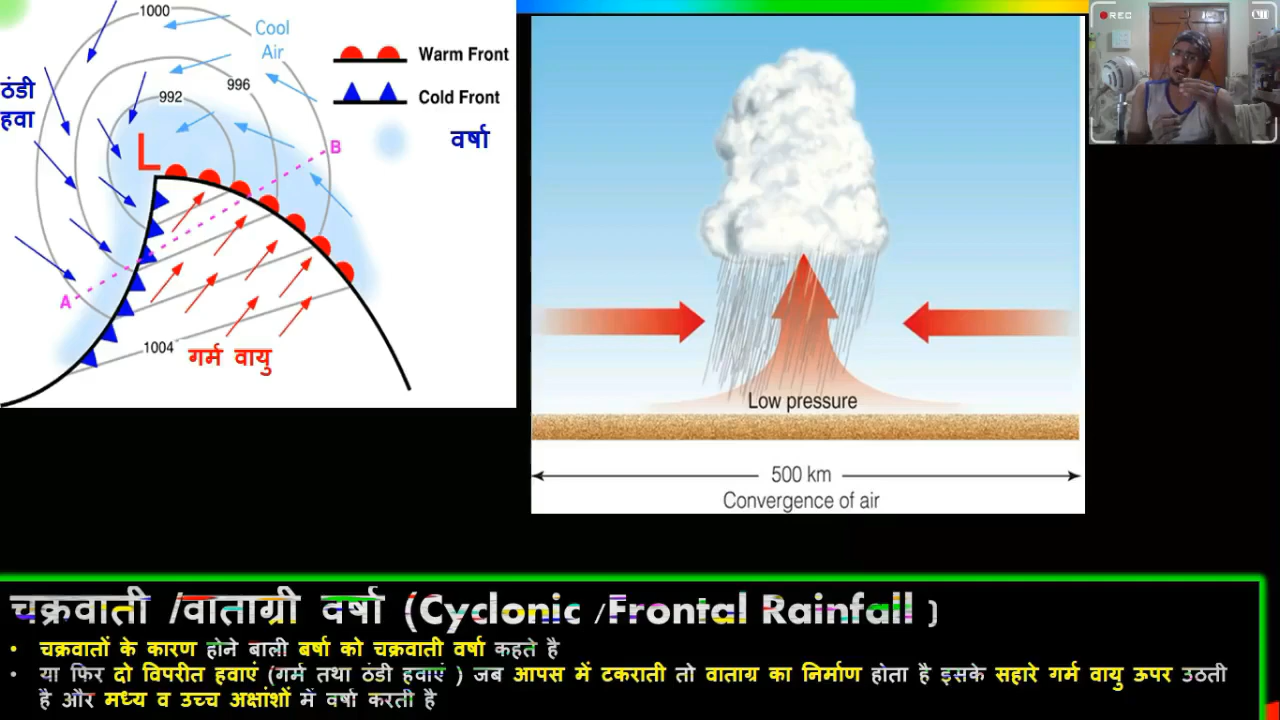 1000
Cool
Air
Warm Front
996
992
Cold Front
ठंडी
हवा
वर्षा
L
B
A
1004
गर्म वायु
REC
Low pressure
500 km
Convergence of air
चक्रवाती /वाताग्री वर्षा (Cyclonic /Frontal Rainfall )
• चक्रवातों के कारण होने बाली बर्षा को चक्रवाती वर्षा कहते है
• या फिर दो विपरीत हवाएं (गर्म तथा ठंडी हवाएं ) जब आपस में टकराती तो वाताग्र का निर्माण होता है इसके सहारे गर्म वायु ऊपर उठती
है और मध्य व उच्च अक्षांशों में वर्षा करती है